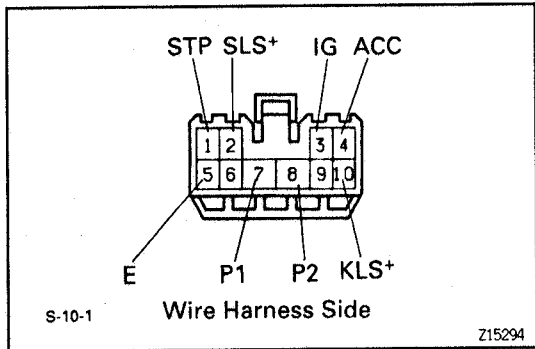 STP SLS+ IG ACC
1 2 3 4
5 6 7 8 9 10
E P1 P2 KLS+
S-10-1 Wire Harness Side
Z15294